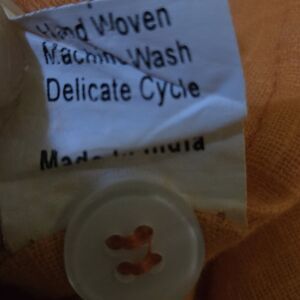 Hand Woven
Machine Wash
Delicate Cycle
Made In India